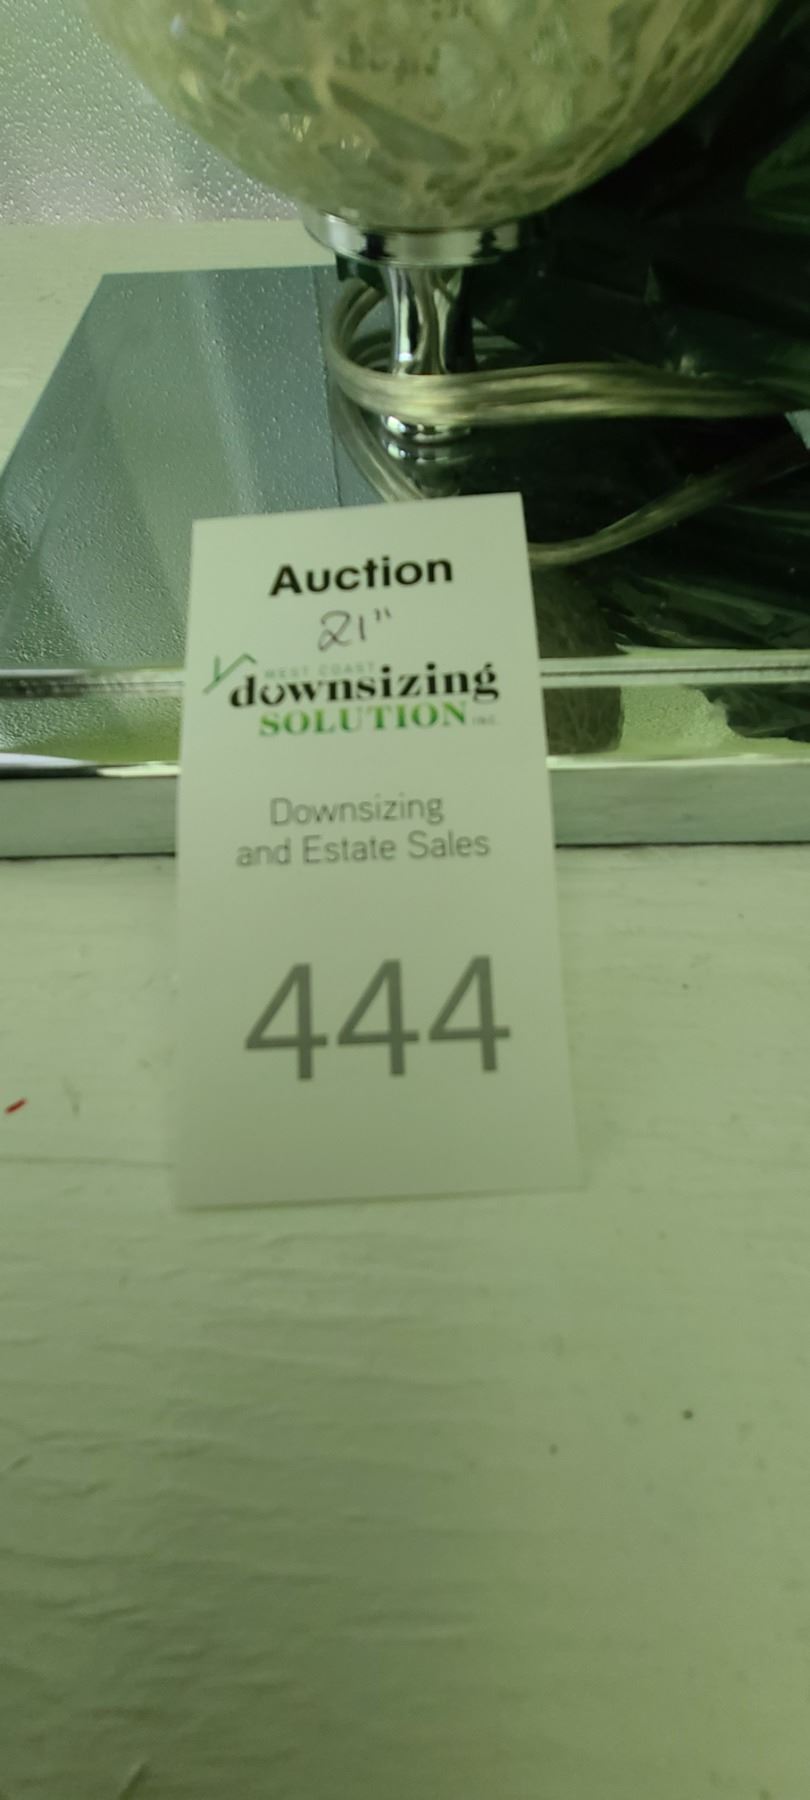 Auction
21"
WEST COAST
downsizing
SOLUTION INC.
Downsizing
and Estate Sales
444